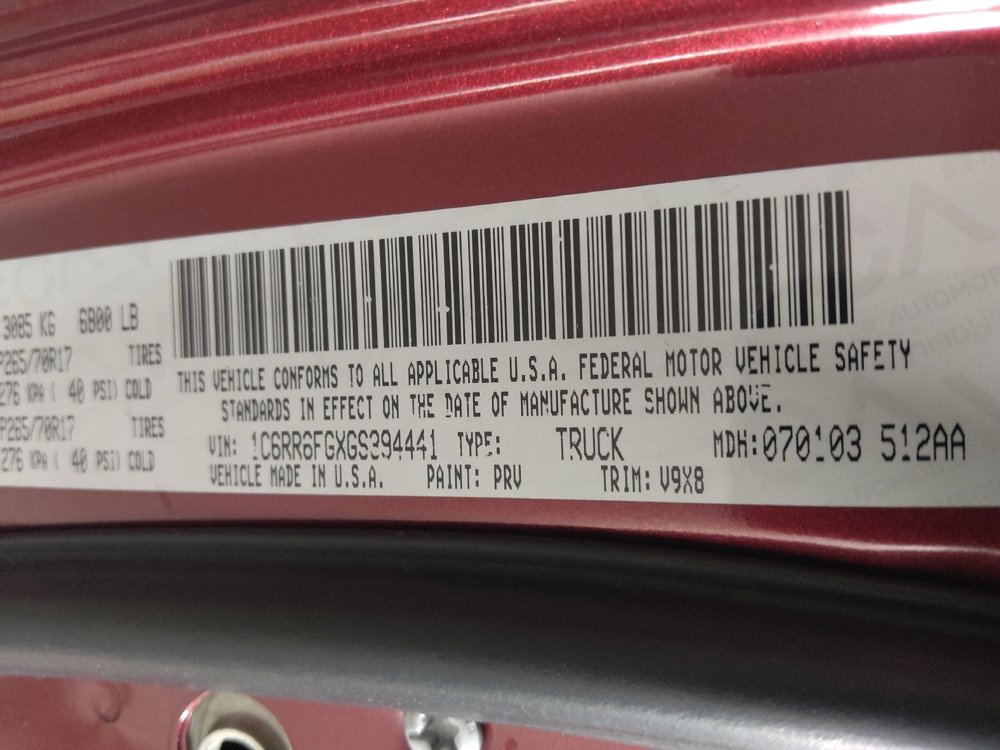 3085 KG 6800 LB
P265/70R17 TIRES
276 KPA ( 40 PSI) COLD
P265/70R17 TIRES
276 KPA ( 40 PSI) COLD
THIS VEHICLE CONFORMS TO ALL APPLICABLE U.S.A. FEDERAL MOTOR VEHICLE SAFETY
STANDARDS IN EFFECT ON THE DATE OF MANUFACTURE SHOWN ABOVE.
VIN: 1C6RR6FGXGS394441 TYPE: TRUCK MDH: 070103 512AA
VEHICLE MADE IN U.S.A. PAINT: PRV TRIM: V9X8